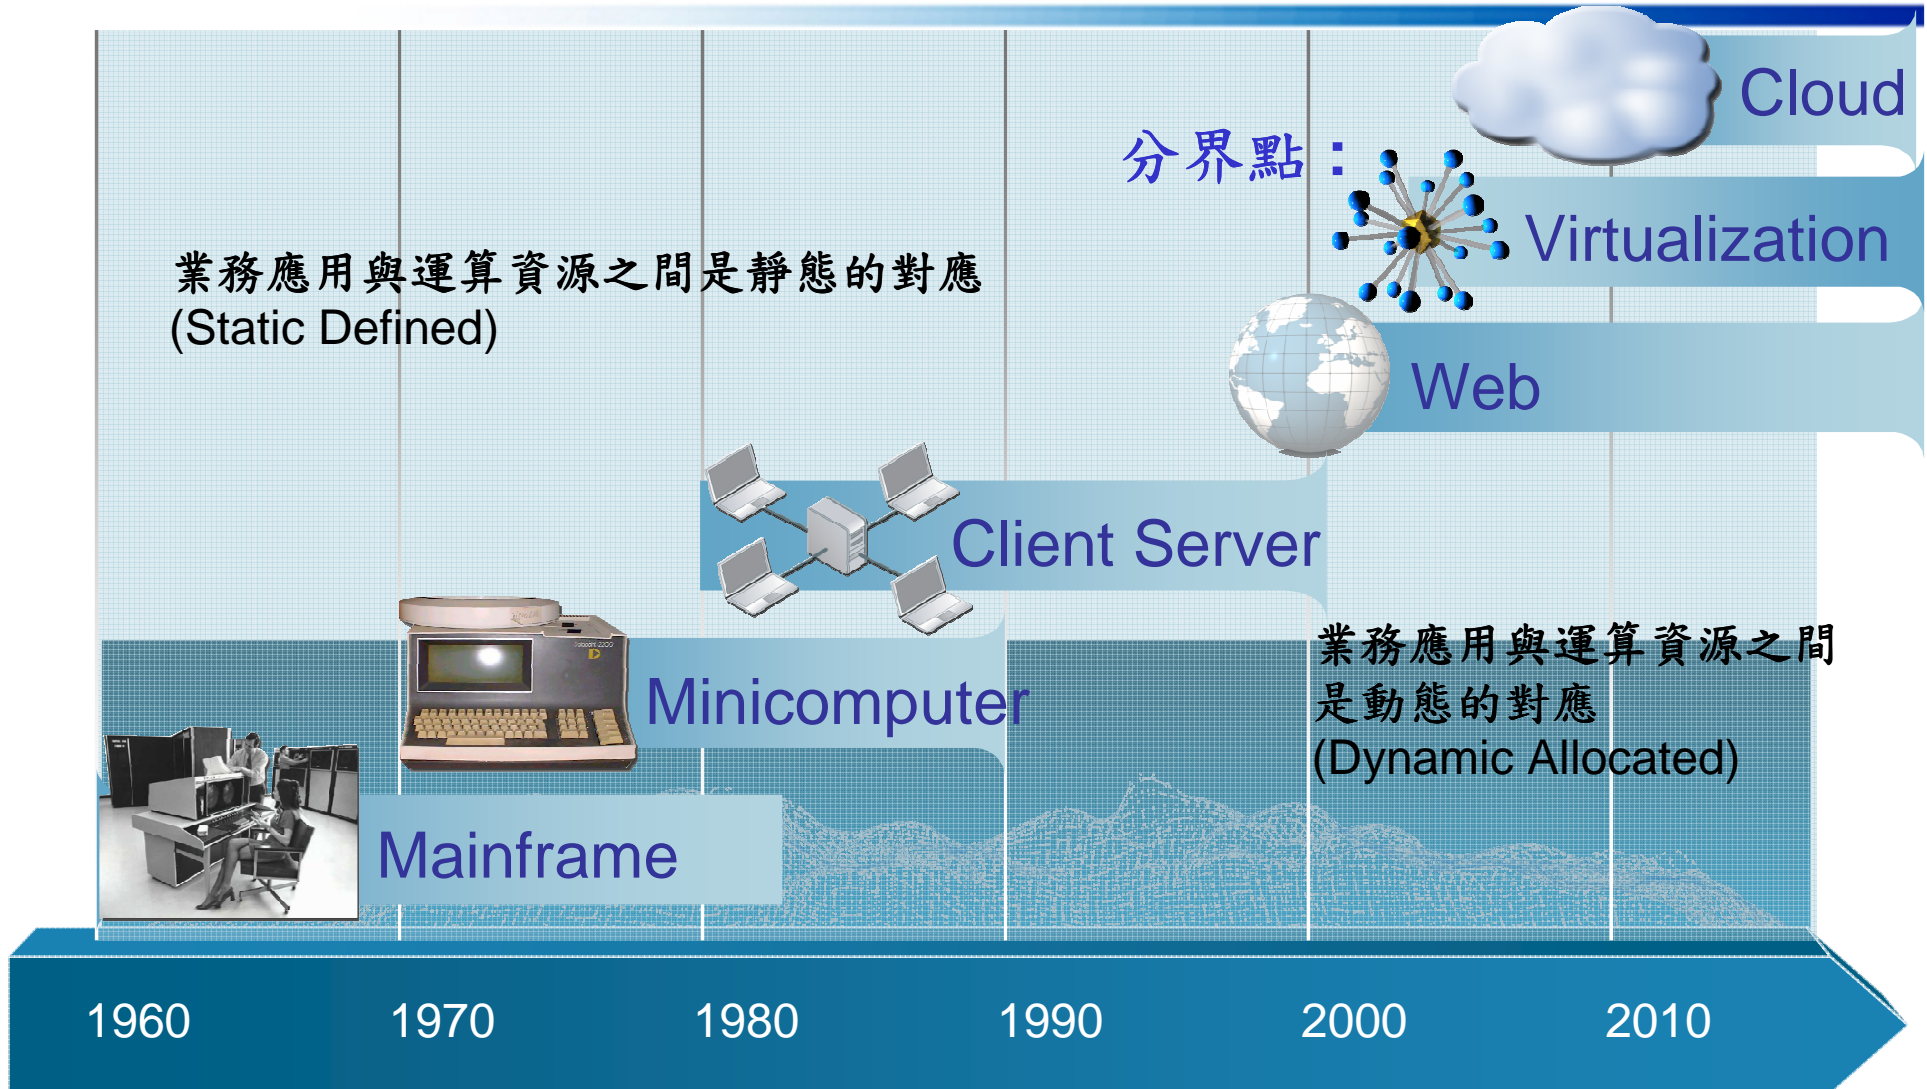 Cloud
分界點：
Virtualization
業務應用與運算資源之間是靜態的對應
(Static Defined)
Web
Client Server
業務應用與運算資源之間
是動態的對應
(Dynamic Allocated)
Minicomputer
Mainframe
1960 1970 1980 1990 2000 2010